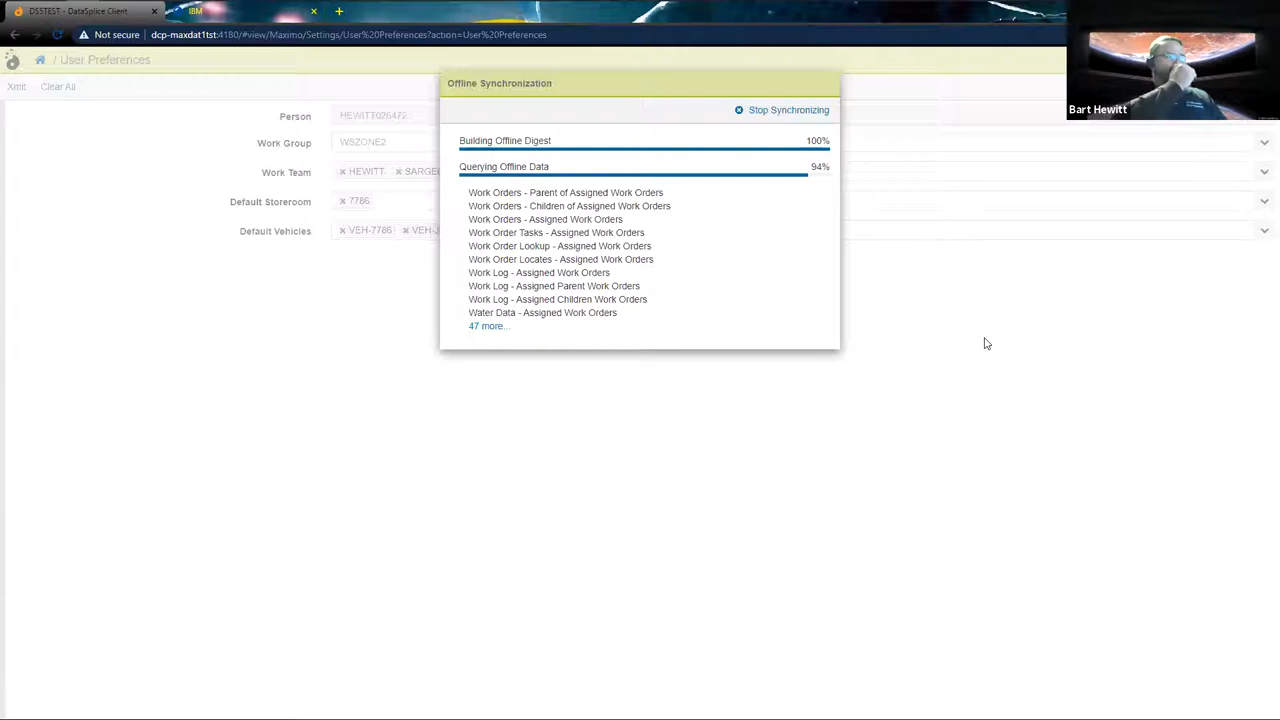 DS5TEST - DataSplice Client
IBM
Not secure
dcp-maxdat1tst:4180/#view/Maximo/Settings/User%20Preferences?action=User%20Preferences
/ User Preferences
Xmit Clear All
Person HEWITT026472
Work Group WSZONE2
Work Team HEWITT
Default Storeroom 7786
Default Vehicles VEH-7786
Offline Synchronization
Stop Synchronizing
Building Offline Digest 100%
Querying Offline Data 94%
Work Orders - Parent of Assigned Work Orders
Work Orders - Children of Assigned Work Orders
Work Orders - Assigned Work Orders
Work Order Tasks - Assigned Work Orders
Work Order Lookup - Assigned Work Orders
Work Order Locates - Assigned Work Orders
Work Log - Assigned Work Orders
Work Log - Assigned Parent Work Orders
Work Log - Assigned Children Work Orders
Water Data - Assigned Work Orders
47 more...
Bart Hewitt